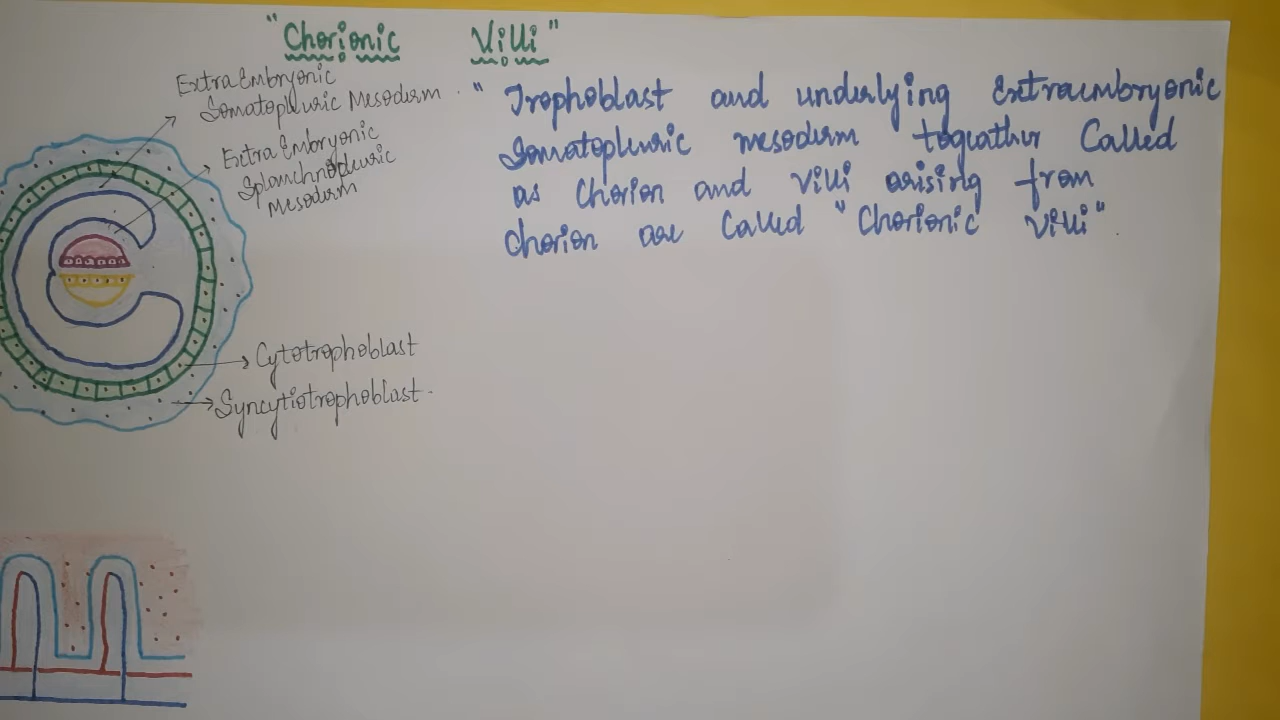 "Chorionic Villi"
Extra Embryonic
Somatopleuric Mesoderm
Extra Embryonic
Splanchnopleuric
Mesoderm
Cytotrophoblast
Syncytiotrophoblast.
" Trophoblast and underlying Extraembryonic
Somatopleuric mesoderm togeather Called
as Chorion and Villi arising from
Chorion are Called "Chorionic Villi".